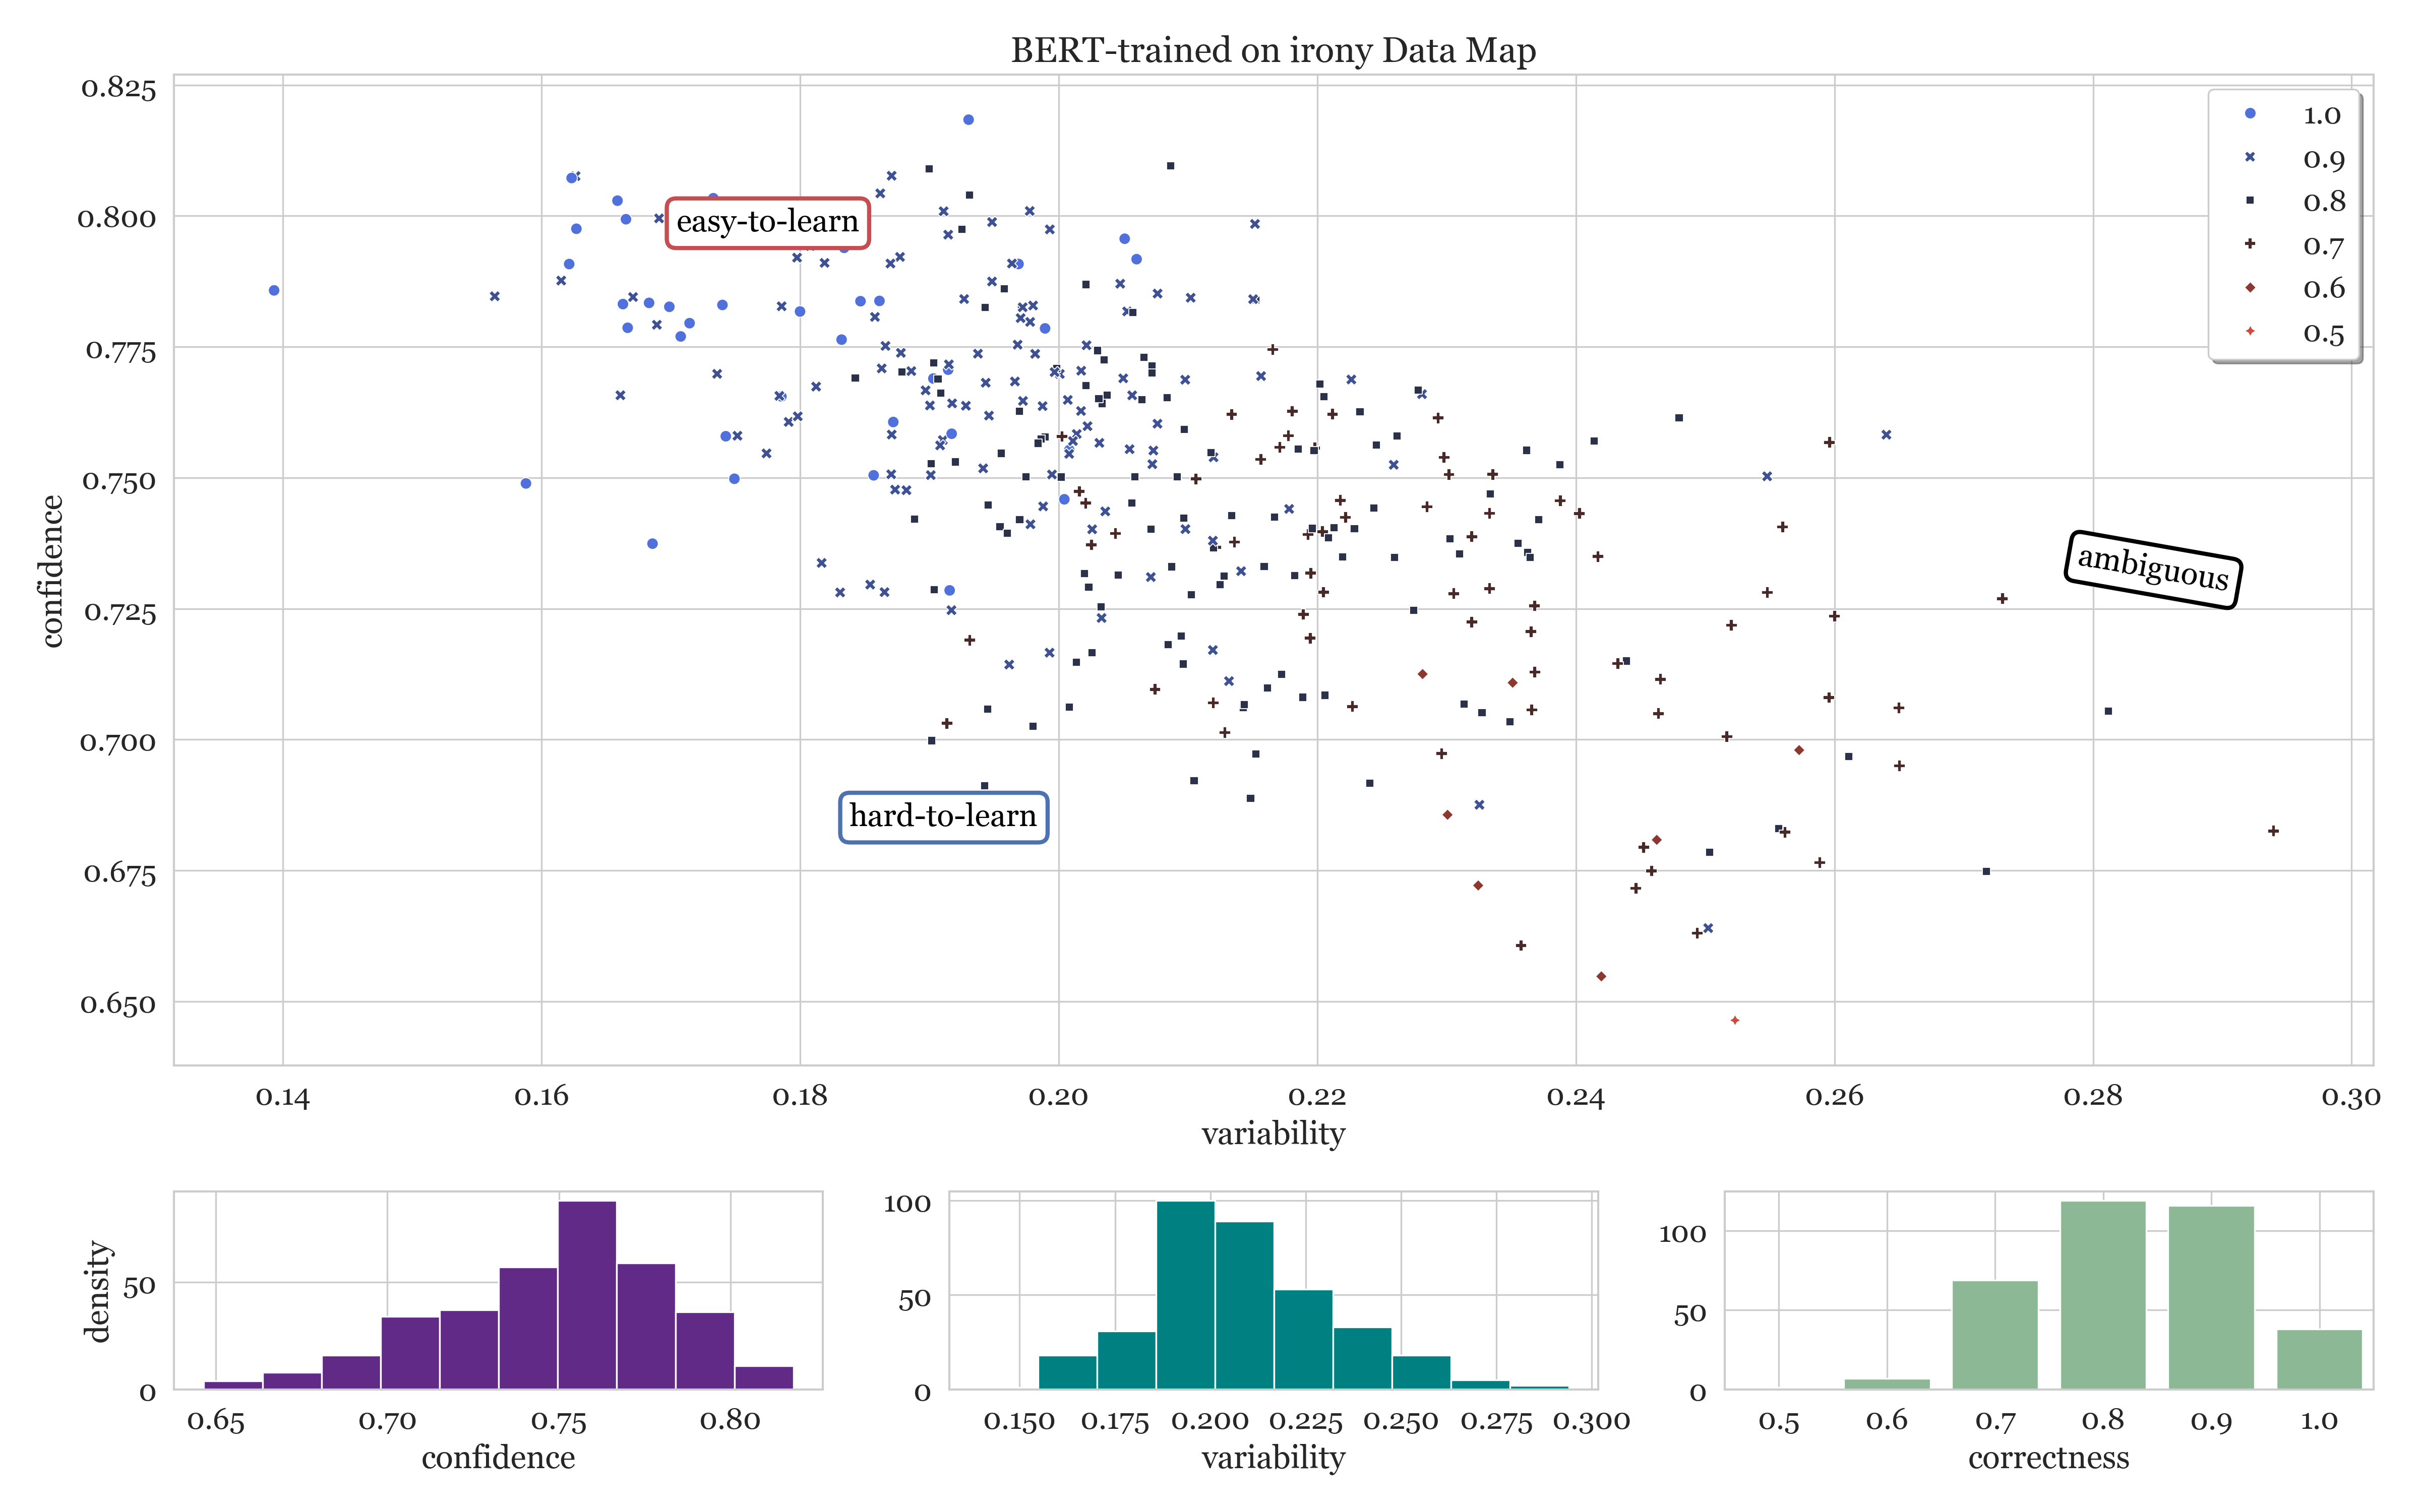 BERT-trained on irony Data Map
0.825
0.800
0.775
0.750
0.725
0.700
0.675
0.650
confidence
1.0
0.9
0.8
0.7
0.6
0.5
easy-to-learn
ambiguous
hard-to-learn
0.14 0.16 0.18 0.20 0.22 0.24 0.26 0.28 0.30
variability
density
50
0
0.65 0.70 0.75 0.80
confidence
100
50
0
0.150 0.175 0.200 0.225 0.250 0.275 0.300
variability
100
50
0
0.5 0.6 0.7 0.8 0.9 1.0
correctness